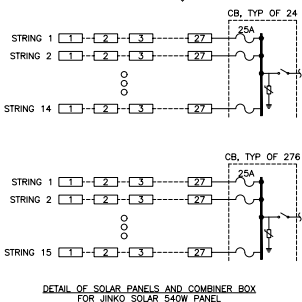 CB, TYP OF 24
25A
STRING 1 1 2 3 27
STRING 2 1 2 3 27
STRING 14 1 2 3 27
CB, TYP OF 276
25A
STRING 1 1 2 3 27
STRING 2 1 2 3 27
STRING 15 1 2 3 27
DETAIL OF SOLAR PANELS AND COMBINER BOX
FOR JINKO SOLAR 540W PANEL